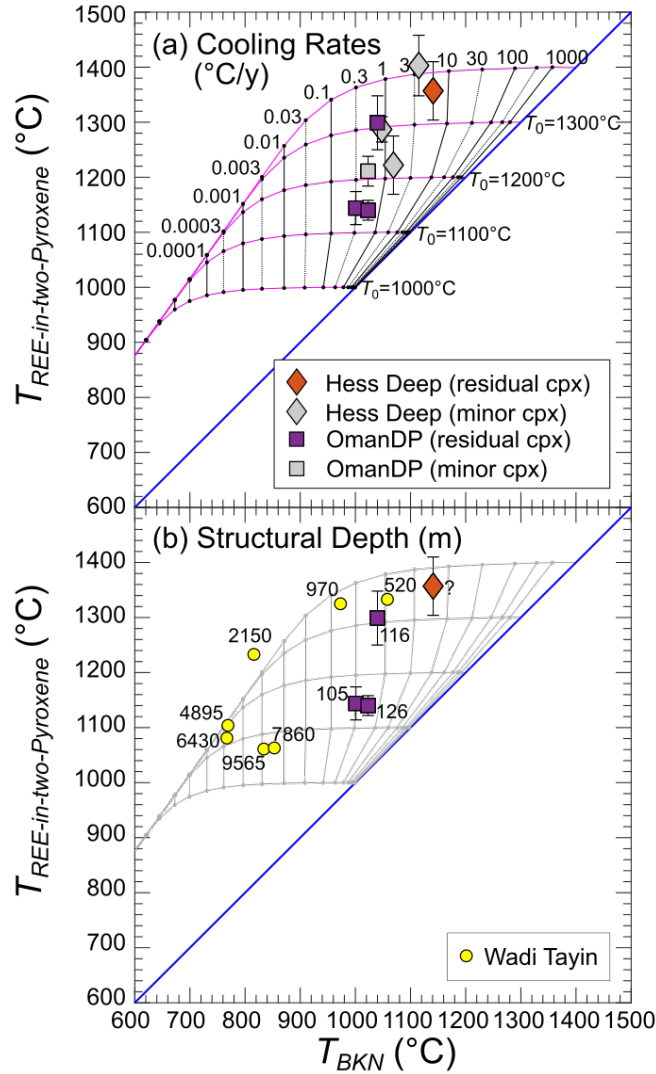 (a) Cooling Rates
(°C/y)
0.0001
0.0003
0.001
0.003
0.01
0.03
0.1
0.3
1
3
10
30
100
1000
T0=1300°C
T0=1200°C
T0=1100°C
T0=1000°C
1500
1400
1300
1200
1100
1000
900
800
700
600
T REE-in-two-Pyroxene (°C)
Hess Deep (residual cpx)
Hess Deep (minor cpx)
OmanDP (residual cpx)
OmanDP (minor cpx)
(b) Structural Depth (m)
970
520
?
2150
116
4895
105
126
6430
7860
9565
1400
1300
1200
1100
1000
900
800
700
600
T REE-in-two-Pyroxene (°C)
Wadi Tayin
600 700 800 900 1000 1100 1200 1300 1400 1500
T BKN (°C)